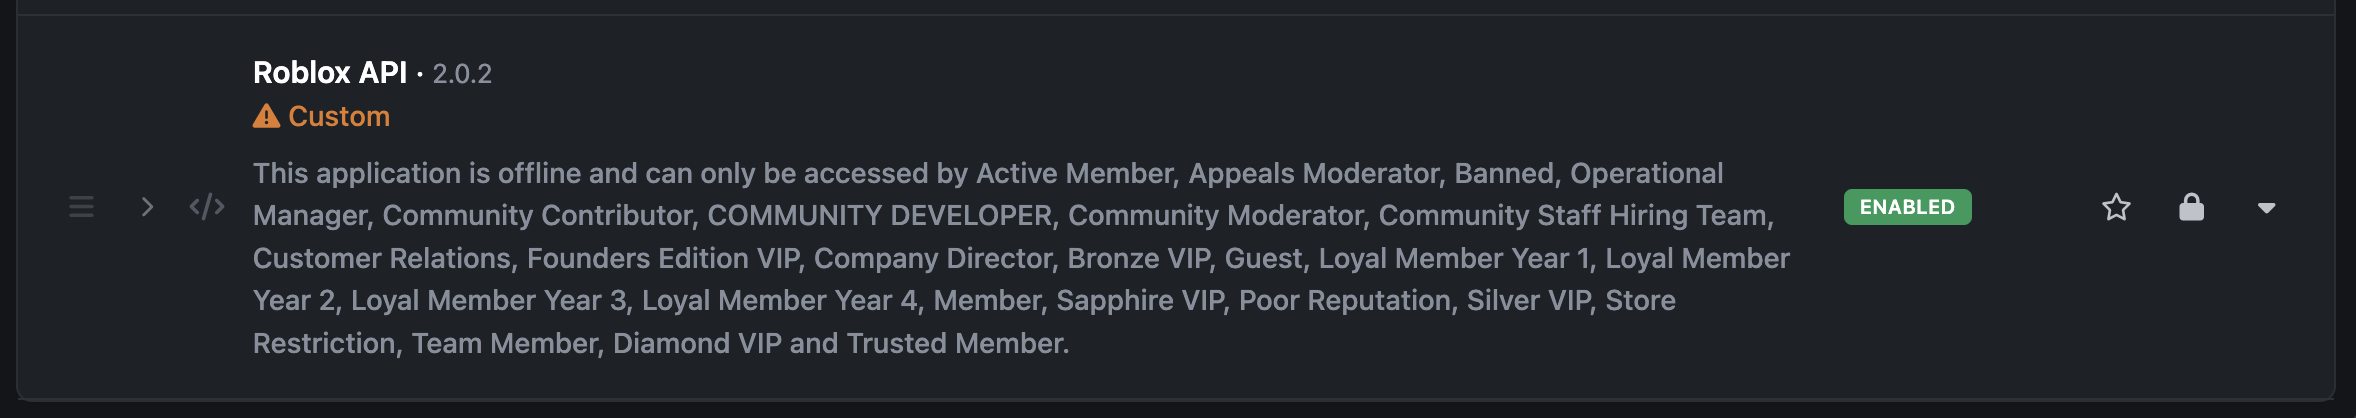 Roblox API · 2.0.2
Custom
This application is offline and can only be accessed by Active Member, Appeals Moderator, Banned, Operational
Manager, Community Contributor, COMMUNITY DEVELOPER, Community Moderator, Community Staff Hiring Team,
Customer Relations, Founders Edition VIP, Company Director, Bronze VIP, Guest, Loyal Member Year 1, Loyal Member
Year 2, Loyal Member Year 3, Loyal Member Year 4, Member, Sapphire VIP, Poor Reputation, Silver VIP, Store
Restriction, Team Member, Diamond VIP and Trusted Member.
ENABLED